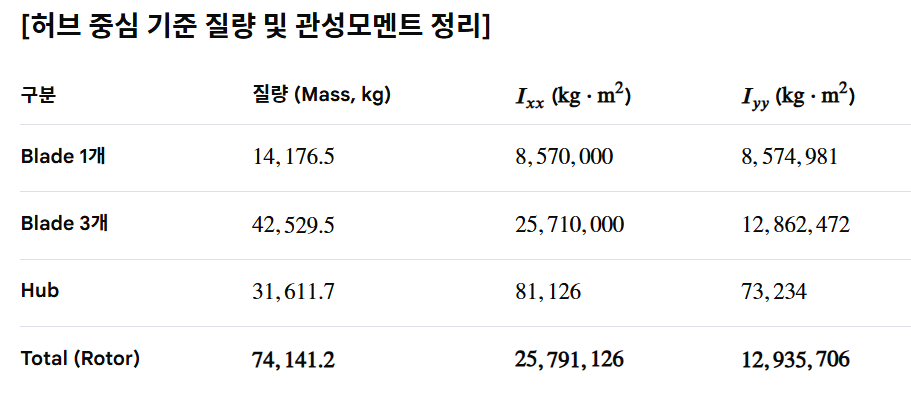 [허브 중심 기준 질량 및 관성모멘트 정리]
구분 질량 (Mass, kg) Ixx (kg · m²) Iyy (kg · m²)
Blade 1개 14,176.5 8,570,000 8,574,981
Blade 3개 42,529.5 25,710,000 12,862,472
Hub 31,611.7 81,126 73,234
Total (Rotor) 74,141.2 25,791,126 12,935,706